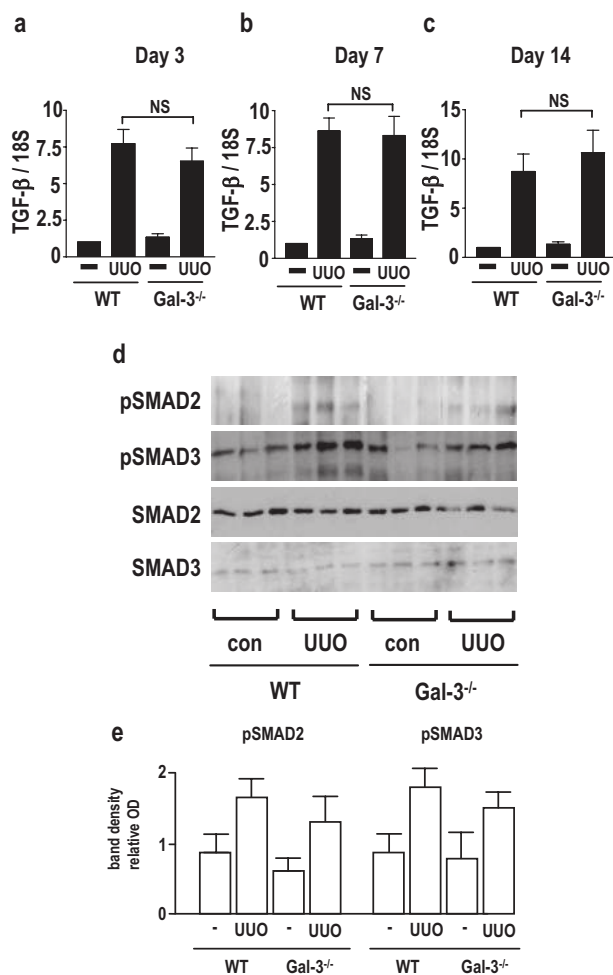 a
b
c
Day 3
Day 7
Day 14
TGF-β / 18S
10
7.5
5
2.5
0
NS
UUO
UUO
WT
Gal-3-/-
TGF-β / 18S
10
7.5
5
2.5
0
NS
UUO
UUO
WT
Gal-3-/-
TGF-β / 18S
15
10
5
0
NS
UUO
UUO
WT
Gal-3-/-
d
pSMAD2
pSMAD3
SMAD2
SMAD3
con
UUO
con
UUO
WT
Gal-3-/-
e
pSMAD2
pSMAD3
band density
relative OD
2
1
0
- UUO - UUO
- UUO - UUO
WT
Gal-3-/-
WT
Gal-3-/-